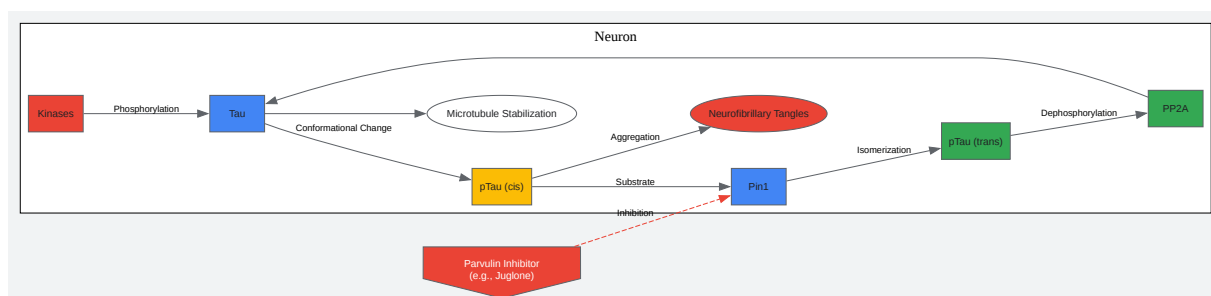 Neuron
Kinases
Phosphorylation
Tau
Microtubule Stabilization
Conformational Change
Neurofibrillary Tangles
Aggregation
pTau (cis)
Substrate
Pin1
Isomerization
pTau (trans)
Dephosphorylation
PP2A
Inhibition
Parvulin Inhibitor
(e.g., Juglone)